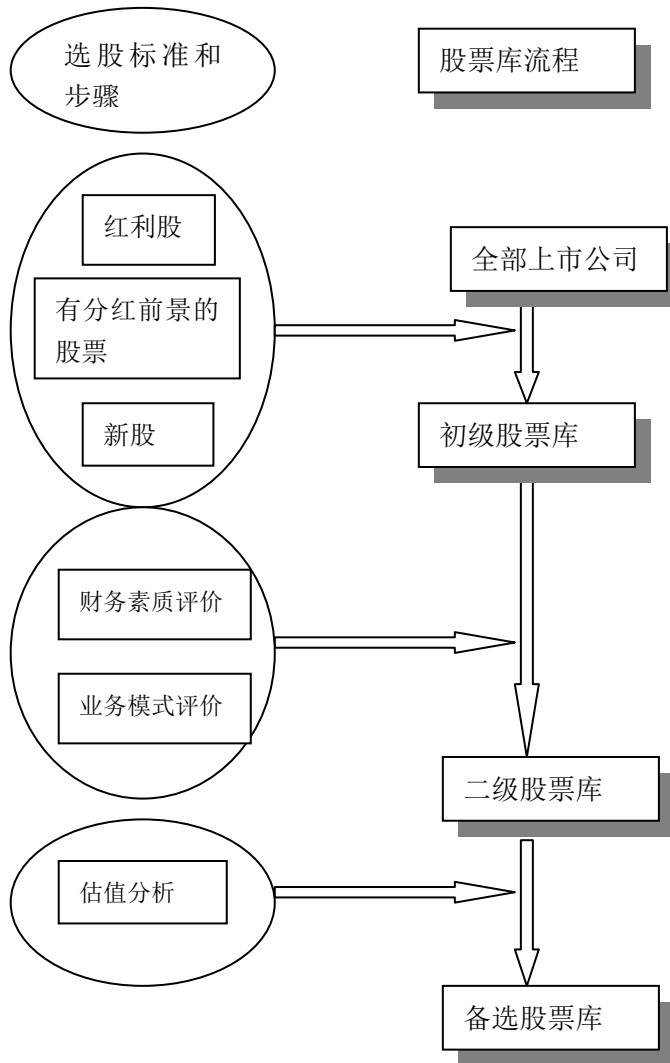 选股标准和
步骤
股票库流程
红利股
有分红前景的
股票
新股
全部上市公司
初级股票库
财务素质评价
业务模式评价
二级股票库
估值分析
备选股票库